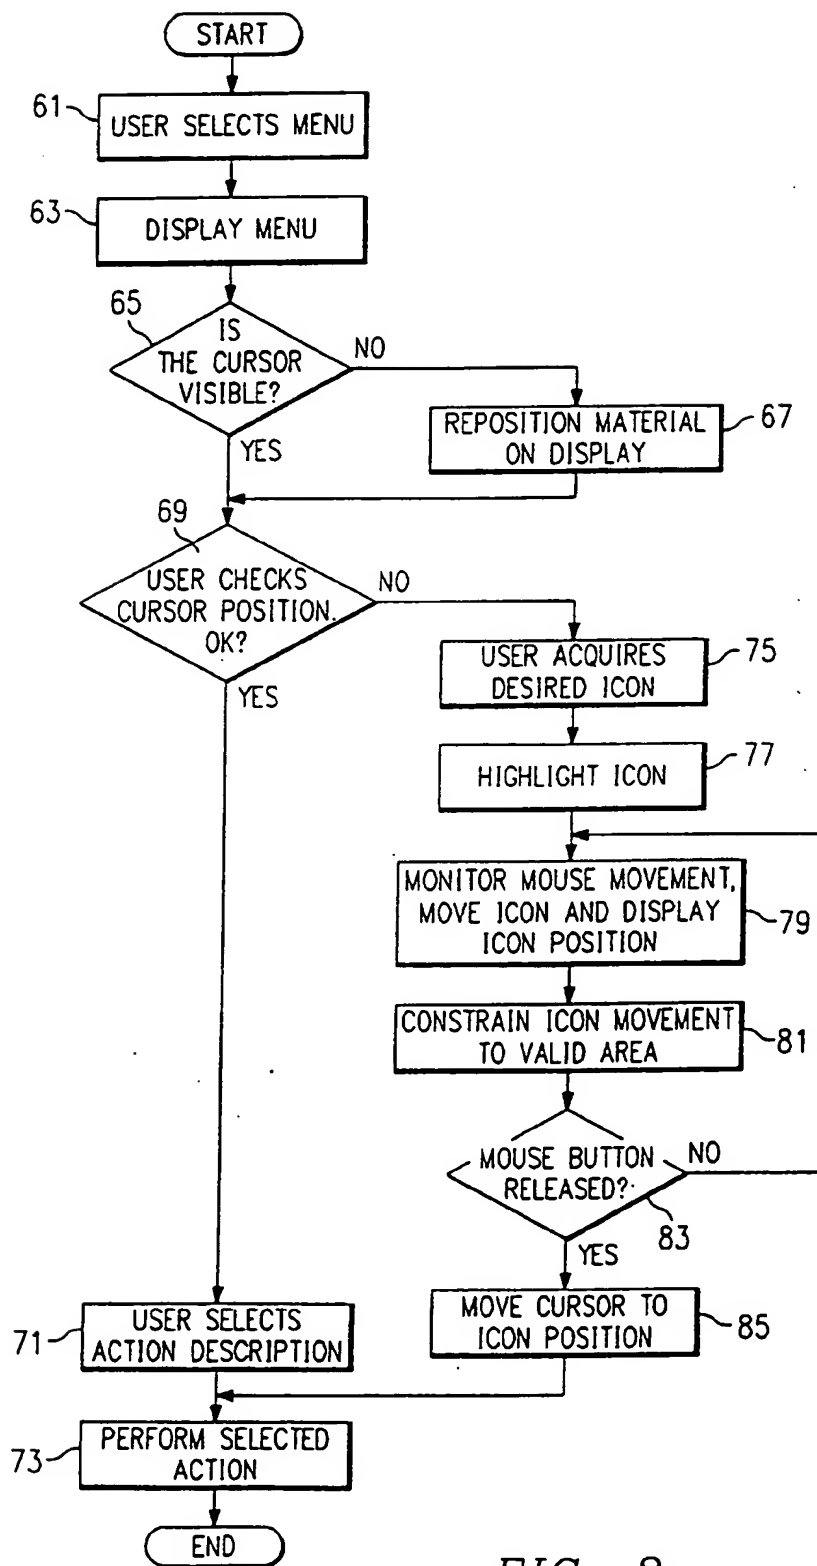 START
61
USER SELECTS MENU
63
DISPLAY MENU
65
IS
THE CURSOR
VISIBLE?
NO
YES
REPOSITION MATERIAL
ON DISPLAY
67
69
USER CHECKS
CURSOR POSITION.
OK?
NO
YES
USER ACQUIRES
DESIRED ICON
75
HIGHLIGHT ICON
77
MONITOR MOUSE MOVEMENT,
MOVE ICON AND DISPLAY
ICON POSITION
79
CONSTRAIN ICON MOVEMENT
TO VALID AREA
81
MOUSE BUTTON
RELEASED?
NO
83
YES
71
USER SELECTS
ACTION DESCRIPTION
MOVE CURSOR TO
ICON POSITION
85
73
PERFORM SELECTED
ACTION
END